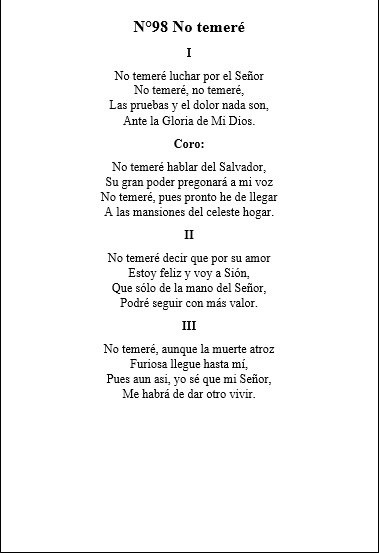 N°98 No temeré
I
No temeré luchar por el Señor
No temeré, no temeré,
Las pruebas y el dolor nada son,
Ante la Gloria de Mi Dios.
Coro:
No temeré hablar del Salvador,
Su gran poder pregonará a mi voz
No temeré, pues pronto he de llegar
A las mansiones del celeste hogar.
II
No temeré decir que por su amor
Estoy feliz y voy a Sión,
Que sólo de la mano del Señor,
Podré seguir con más valor.
III
No temeré, aunque la muerte atroz
Furiosa llegue hasta mí,
Pues aun asi, yo sé que mi Señor,
Me habrá de dar otro vivir.